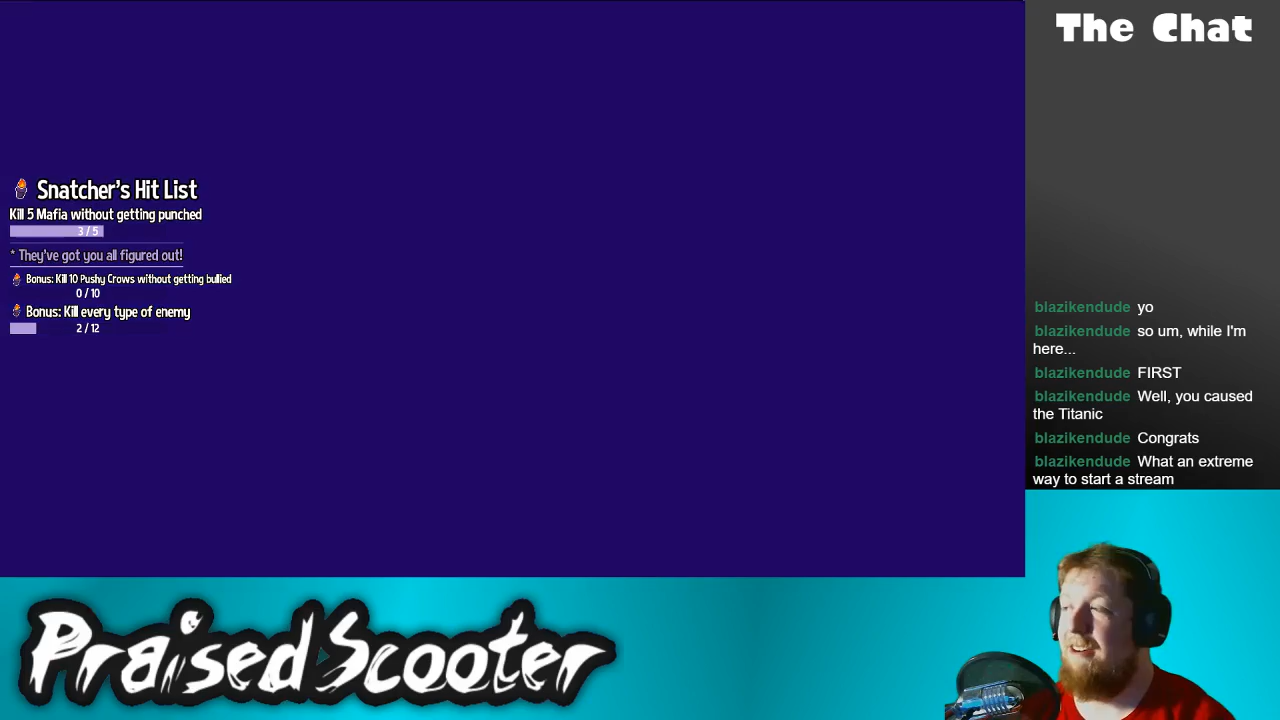 The Chat
Snatcher's Hit List
Kill 5 Mafia without getting punched
3 / 5
* They've got you all figured out!
Bonus: Kill 10 Pushy Crows without getting bullied
0 / 10
Bonus: Kill every type of enemy
2 / 12
blazikendude yo
blazikendude so um, while I'm
here...
blazikendude FIRST
blazikendude Well, you caused
the Titanic
blazikendude Congrats
blazikendude What an extreme
way to start a stream
PraisedScooter